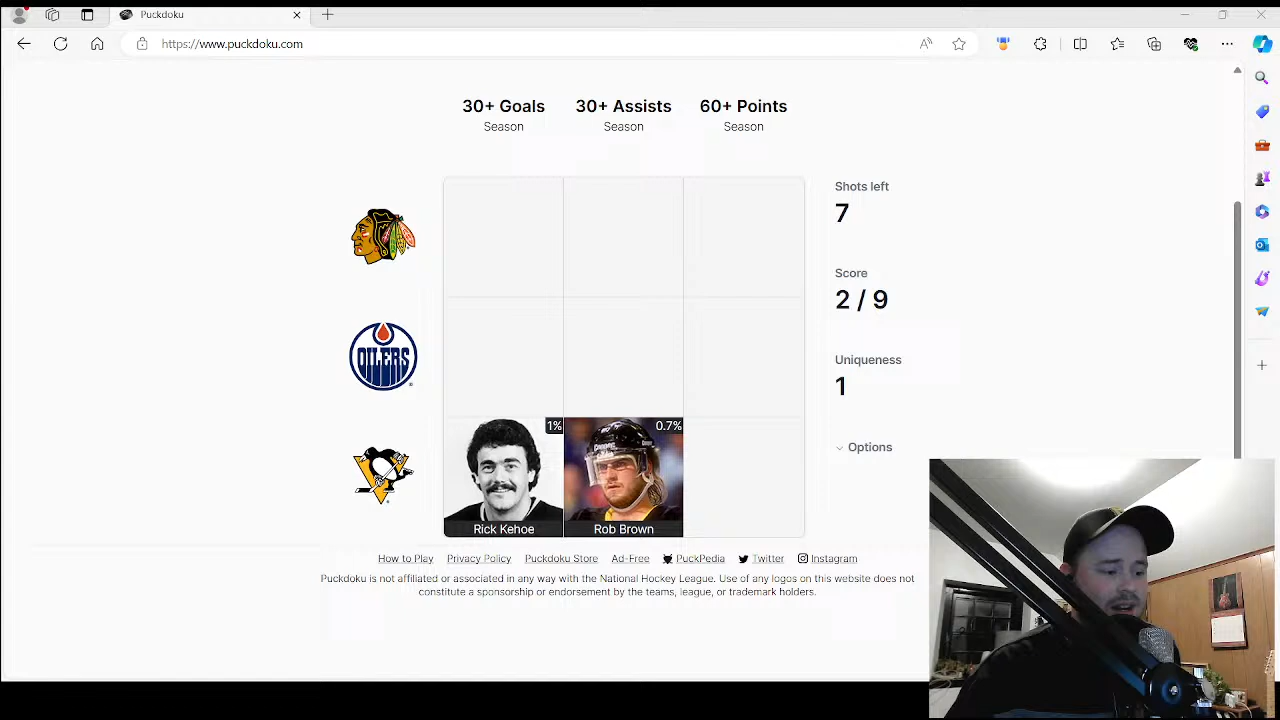 Puckdoku
https://www.puckdoku.com
30+ Goals 30+ Assists 60+ Points
Season Season Season
Shots left
7
Score
2 / 9
Uniqueness
1
Options
OILERS
1% 0.7%
Rick Kehoe Rob Brown
How to Play Privacy Policy Puckdoku Store Ad-Free PuckPedia Twitter Instagram
Puckdoku is not affiliated or associated in any way with the National Hockey League. Use of any logos on this website does not
constitute a sponsorship or endorsement by the teams, league, or trademark holders.